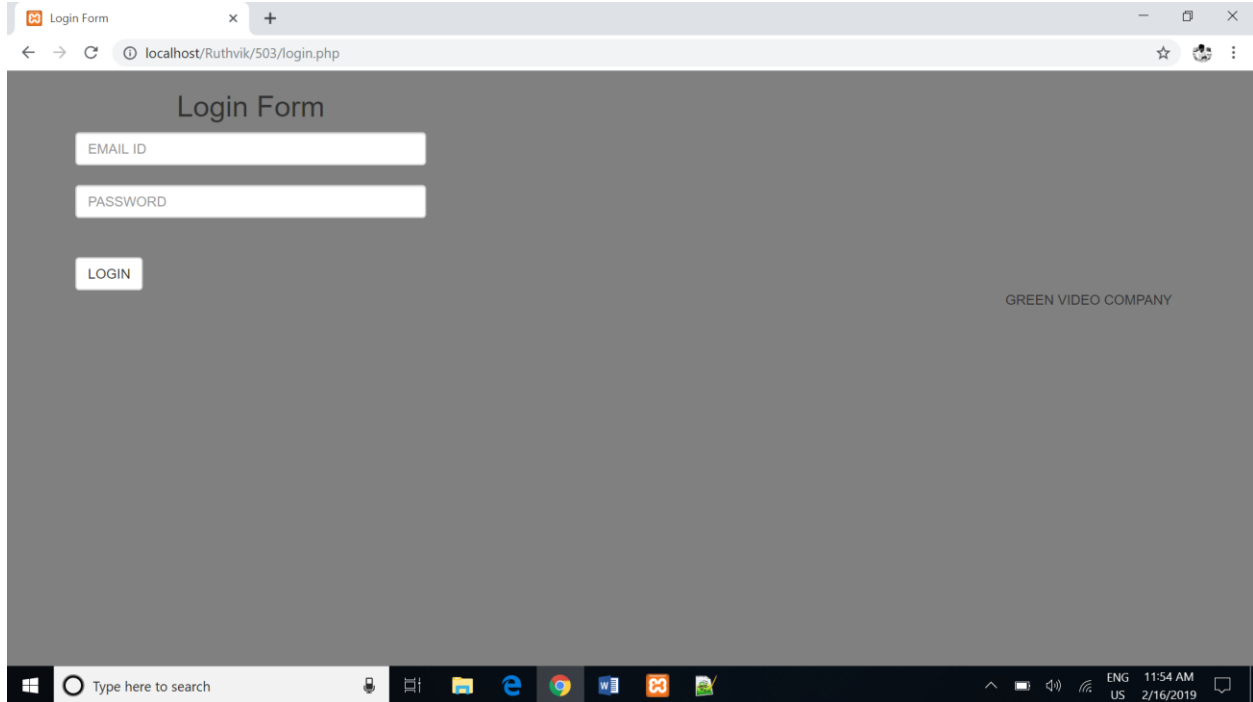 Login Form
localhost/Ruthvik/503/login.php
Login Form
EMAIL ID
PASSWORD
LOGIN
GREEN VIDEO COMPANY
Type here to search
ENG 11:54 AM
US 2/16/2019